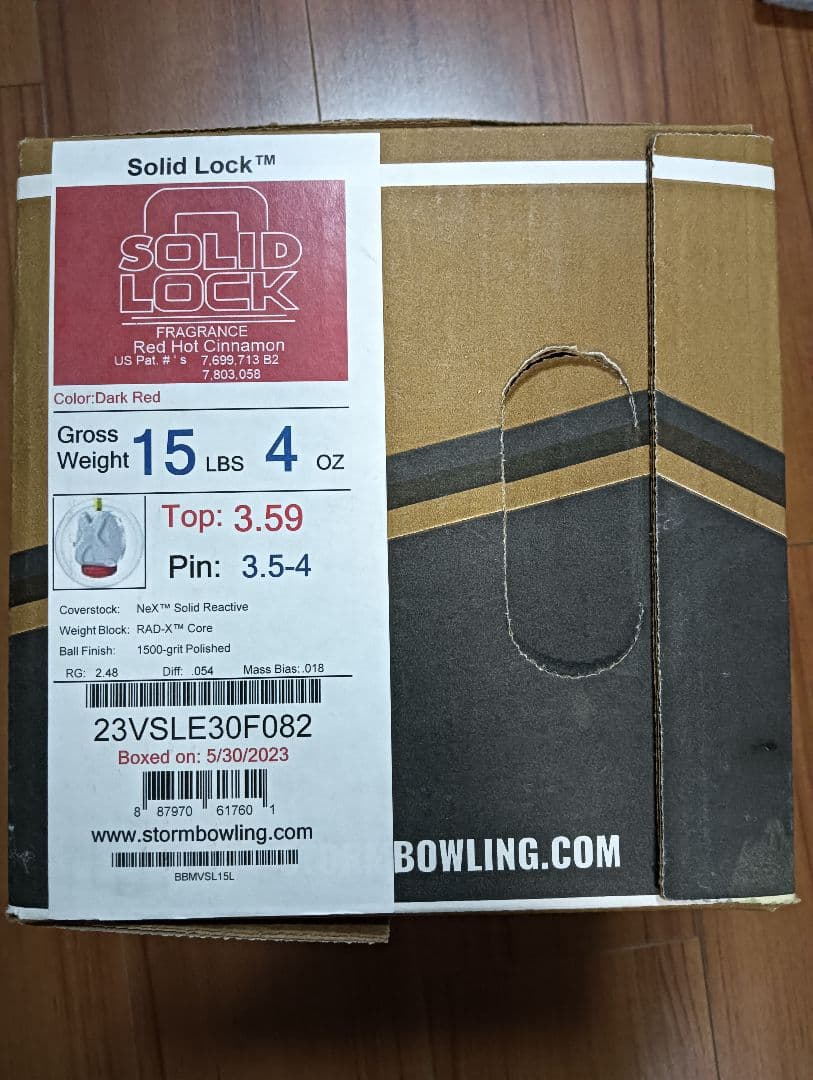 Solid Lock™
SOLID
LOCK
FRAGRANCE
Red Hot Cinnamon
US Pat. #'s 7,699,713 B2
7,803,058
Color:Dark Red
Gross
Weight 15 LBS 4 OZ
Top: 3.59
Pin: 3.5-4
Coverstock: NeX™ Solid Reactive
Weight Block: RAD-X™ Core
Ball Finish: 1500-grit Polished
RG: 2.48 Diff: .054 Mass Bias:.018
23VSLE30F082
Boxed on: 5/30/2023
8 87970 61760 1
www.stormbowling.com
BBMVSL15L
BOWLING.COM